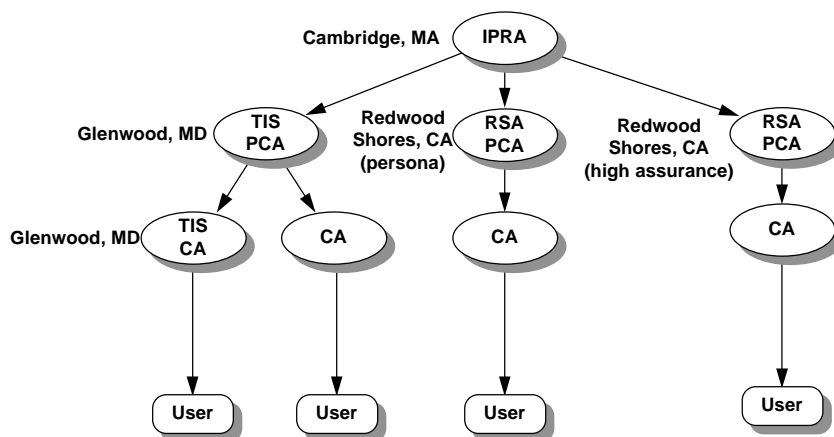 Cambridge, MA
IPRA
Glenwood, MD
TIS
PCA
Redwood
Shores, CA
(persona)
RSA
PCA
Redwood
Shores, CA
(high assurance)
RSA
PCA
Glenwood, MD
TIS
CA
CA
CA
CA
User
User
User
User